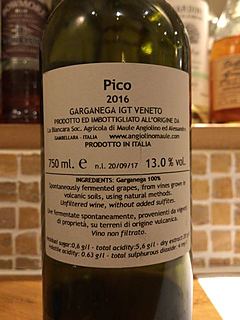 Pico
2016
GARGANEGA IGT VENETO
PRODOTTO ED IMBOTTIGLIATO ALL'ORIGINE DA
La Biancara Soc. Agricola di Maule Angiolino ed Alessandro
GAMBELLARA - ITALIA www.angiolinomaule.com
PRODOTTO IN ITALIA
750 ml. e n.l. 20/09/17 13.0 % vol.
INGREDIENTS: Garganega 100%
Spontaneously fermented grapes, from vines grown in
volcanic soils, using natural methods.
Unfiltered wine, without added sulfites.
Uve fermentate spontaneamente, provenienti da vigneti
di proprietà, su terreni di origine vulcanica.
Vino non filtrato.
residual sugar:0,6 g/l - total acidity:5,6 g/l - dry extract
volatile acidity: 0.63 g/l - total sulphurous dioxide: